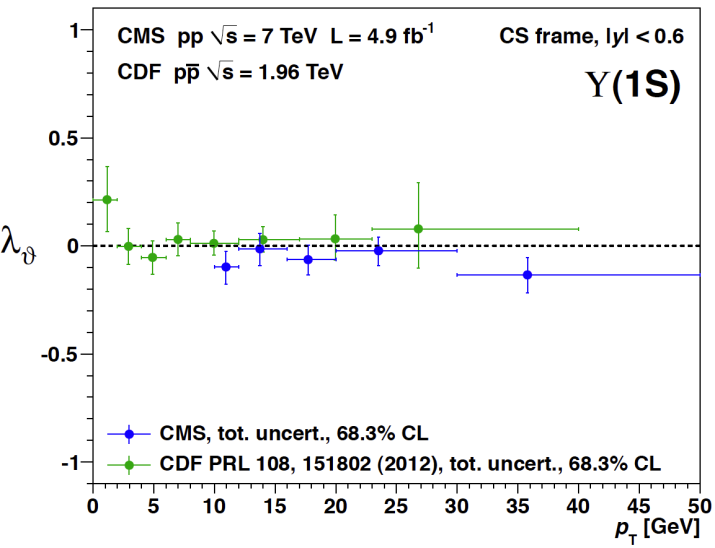 CMS pp √s = 7 TeV L = 4.9 fb⁻¹
CS frame, |y| < 0.6
CDF pp̅ √s = 1.96 TeV
ϒ(1S)
1
0.5
λ_ϑ
0
-0.5
-1
CMS, tot. uncert., 68.3% CL
CDF PRL 108, 151802 (2012), tot. uncert., 68.3% CL
0 5 10 15 20 25 30 35 40 45 50
p_T [GeV]